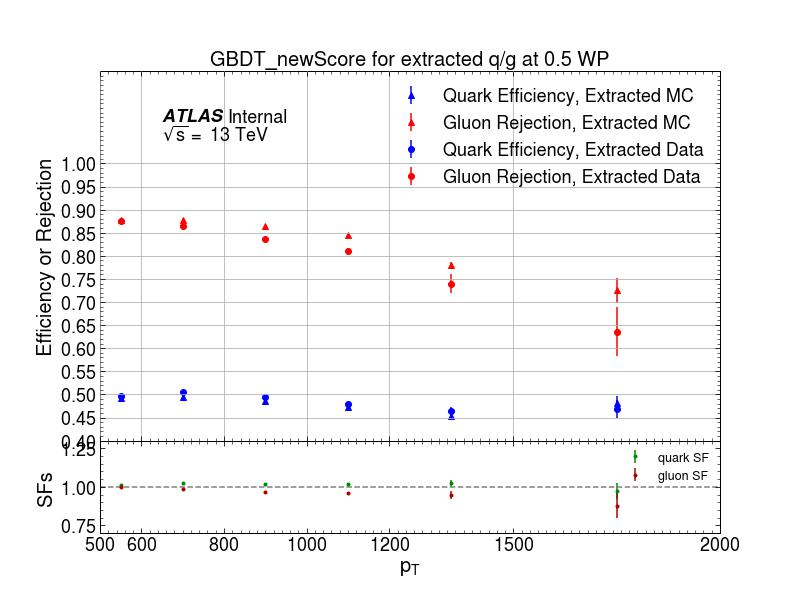 GBDT_newScore for extracted q/g at 0.5 WP
ATLAS Internal
√s = 13 TeV
Quark Efficiency, Extracted MC
Gluon Rejection, Extracted MC
Quark Efficiency, Extracted Data
Gluon Rejection, Extracted Data
Efficiency or Rejection
1.00
0.95
0.90
0.85
0.80
0.75
0.70
0.65
0.60
0.55
0.50
0.45
0.40
SFs
1.25
1.00
0.75
quark SF
gluon SF
500 600 800 1000 1200 1500 2000
pT